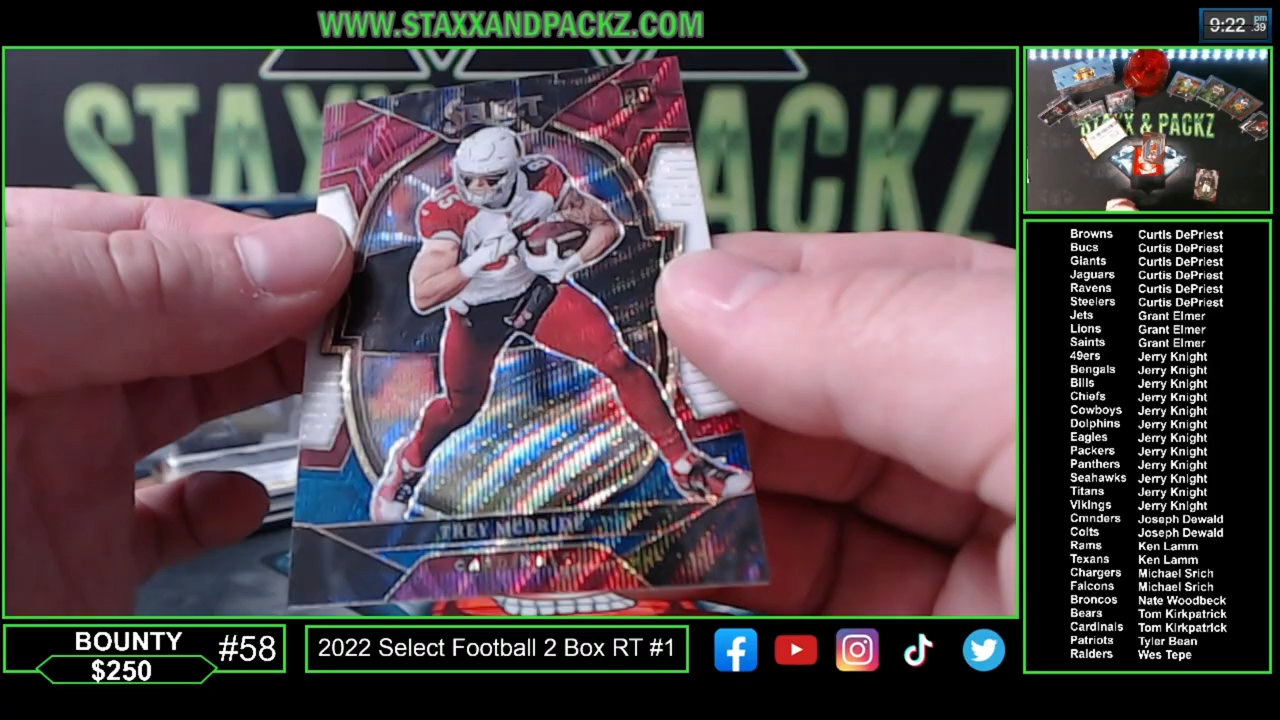 WWW.STAXXANDPACKZ.COM
9:22 pm .39
STAXX PACKZ
SELECT
85
TREY McBRIDE
CARDINALS
STAXX & PACKZ
Browns Curtis DePriest
Bucs Curtis DePriest
Giants Curtis DePriest
Jaguars Curtis DePriest
Ravens Curtis DePriest
Steelers Curtis DePriest
Jets Grant Elmer
Lions Grant Elmer
Saints Grant Elmer
49ers Jerry Knight
Bengals Jerry Knight
Bills Jerry Knight
Chiefs Jerry Knight
Cowboys Jerry Knight
Dolphins Jerry Knight
Eagles Jerry Knight
Packers Jerry Knight
Panthers Jerry Knight
Seahawks Jerry Knight
Titans Jerry Knight
Vikings Jerry Knight
Cmnders Joseph Dewald
Colts Joseph Dewald
Rams Ken Lamm
Texans Ken Lamm
Chargers Michael Srich
Falcons Michael Srich
Broncos Nate Woodbeck
Bears Tom Kirkpatrick
Cardinals Tom Kirkpatrick
Patriots Tyler Bean
Raiders Wes Tepe
BOUNTY
$250
#58
2022 Select Football 2 Box RT #1